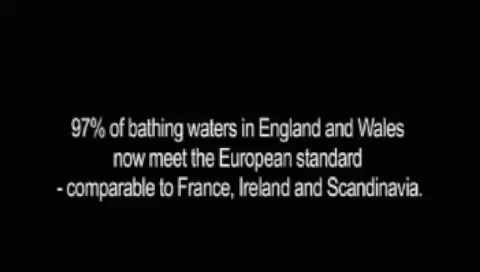 97% of bathing waters in England and Wales
now meet the European standard
- comparable to France, Ireland and Scandinavia.